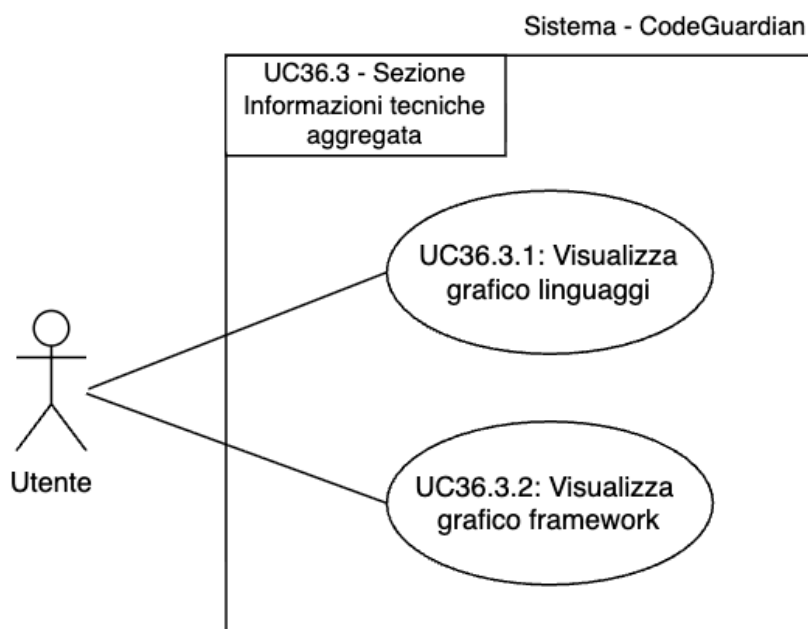 Sistema - CodeGuardian
UC36.3 - Sezione
Informazioni tecniche
aggregata
UC36.3.1: Visualizza
grafico linguaggi
Utente
UC36.3.2: Visualizza
grafico framework